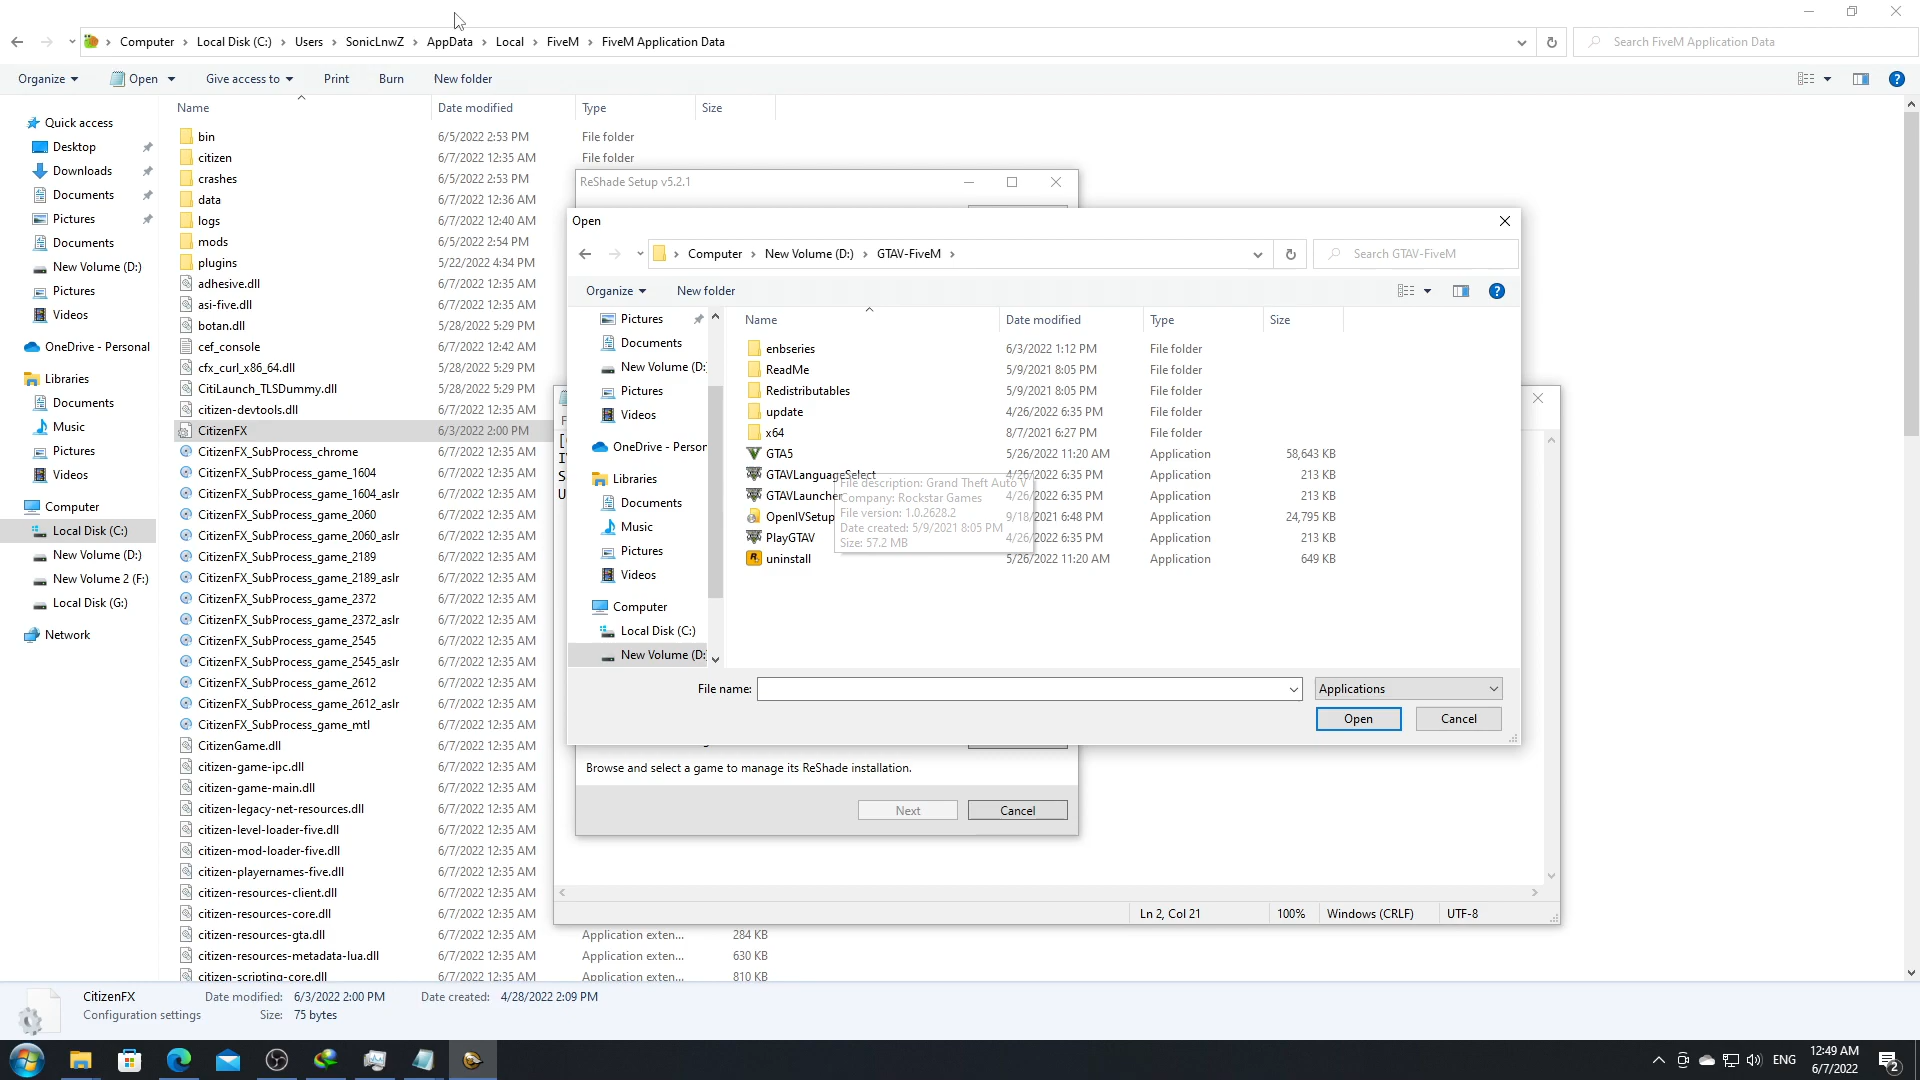 Computer > Local Disk (C:) > Users > SonicLnwZ > AppData > Local > FiveM > FiveM Application Data
Search FiveM Application Data
Organize Open Give access to Print Burn New folder
Name Date modified Type Size
Quick access
Desktop
Downloads
Documents
Pictures
Documents
New Volume (D:)
Pictures
Videos
OneDrive - Personal
Libraries
Documents
Music
Pictures
Videos
Computer
Local Disk (C:)
New Volume (D:)
New Volume 2 (F:)
Local Disk (G:)
Network
bin 6/5/2022 2:53 PM File folder
citizen 6/7/2022 12:35 AM File folder
crashes 6/5/2022 2:53 PM
data 6/7/2022 12:36 AM
logs 6/7/2022 12:40 AM
mods 6/5/2022 2:54 PM
plugins 5/22/2022 4:34 PM
adhesive.dll 6/7/2022 12:35 AM
asi-five.dll 6/7/2022 12:35 AM
botan.dll 5/28/2022 5:29 PM
cef_console 6/7/2022 12:42 AM
cfx_curl_x86_64.dll 5/28/2022 5:29 PM
CitiLaunch_TLSDummy.dll 5/28/2022 5:29 PM
citizen-devtools.dll 6/7/2022 12:35 AM
CitizenFX 6/3/2022 2:00 PM
CitizenFX_SubProcess_chrome 6/7/2022 12:35 AM
CitizenFX_SubProcess_game_1604 6/7/2022 12:35 AM
CitizenFX_SubProcess_game_1604_aslr 6/7/2022 12:35 AM
CitizenFX_SubProcess_game_2060 6/7/2022 12:35 AM
CitizenFX_SubProcess_game_2060_aslr 6/7/2022 12:35 AM
CitizenFX_SubProcess_game_2189 6/7/2022 12:35 AM
CitizenFX_SubProcess_game_2189_aslr 6/7/2022 12:35 AM
CitizenFX_SubProcess_game_2372 6/7/2022 12:35 AM
CitizenFX_SubProcess_game_2372_aslr 6/7/2022 12:35 AM
CitizenFX_SubProcess_game_2545 6/7/2022 12:35 AM
CitizenFX_SubProcess_game_2545_aslr 6/7/2022 12:35 AM
CitizenFX_SubProcess_game_2612 6/7/2022 12:35 AM
CitizenFX_SubProcess_game_2612_aslr 6/7/2022 12:35 AM
CitizenFX_SubProcess_game_mtl 6/7/2022 12:35 AM
CitizenGame.dll 6/7/2022 12:35 AM
citizen-game-ipc.dll 6/7/2022 12:35 AM
citizen-game-main.dll 6/7/2022 12:35 AM
citizen-legacy-net-resources.dll 6/7/2022 12:35 AM
citizen-level-loader-five.dll 6/7/2022 12:35 AM
citizen-mod-loader-five.dll 6/7/2022 12:35 AM
citizen-playernames-five.dll 6/7/2022 12:35 AM
citizen-resources-client.dll 6/7/2022 12:35 AM
citizen-resources-core.dll 6/7/2022 12:35 AM
citizen-resources-gta.dll 6/7/2022 12:35 AM Application exten... 284 KB
citizen-resources-metadata-lua.dll 6/7/2022 12:35 AM Application exten... 630 KB
citizen-scripting-core.dll 6/7/2022 12:35 AM Application exten... 810 KB
ReShade Setup v5.2.1
Open
Computer > New Volume (D:) > GTAV-FiveM >
Search GTAV-FiveM
Organize New folder
Pictures
Documents
New Volume (D:
Pictures
Videos
OneDrive - Person
Libraries
Documents
Music
Pictures
Videos
Computer
Local Disk (C:)
New Volume (D:
Name Date modified Type Size
enbseries 6/3/2022 1:12 PM File folder
ReadMe 5/9/2021 8:05 PM File folder
Redistributables 5/9/2021 8:05 PM File folder
update 4/26/2022 6:35 PM File folder
x64 8/7/2021 6:27 PM File folder
GTA5 5/26/2022 11:20 AM Application 58,643 KB
GTAVLanguageSelect 4/26/2022 6:35 PM Application 213 KB
GTAVLauncher 4/26/2022 6:35 PM Application 213 KB
OpenIVSetup 9/18/2021 6:48 PM Application 24,795 KB
PlayGTAV 4/26/2022 6:35 PM Application 213 KB
uninstall 5/26/2022 11:20 AM Application 649 KB
File description: Grand Theft Auto V
Company: Rockstar Games
File version: 1.0.2628.2
Date created: 5/9/2021 8:05 PM
Size: 57.2 MB
File name: Applications
Open Cancel
Browse and select a game to manage its ReShade installation.
Next Cancel
Ln 2, Col 21 100% Windows (CRLF) UTF-8
CitizenFX Date modified: 6/3/2022 2:00 PM Date created: 4/28/2022 2:09 PM
Configuration settings Size: 75 bytes
ENG
12:49 AM
6/7/2022
2